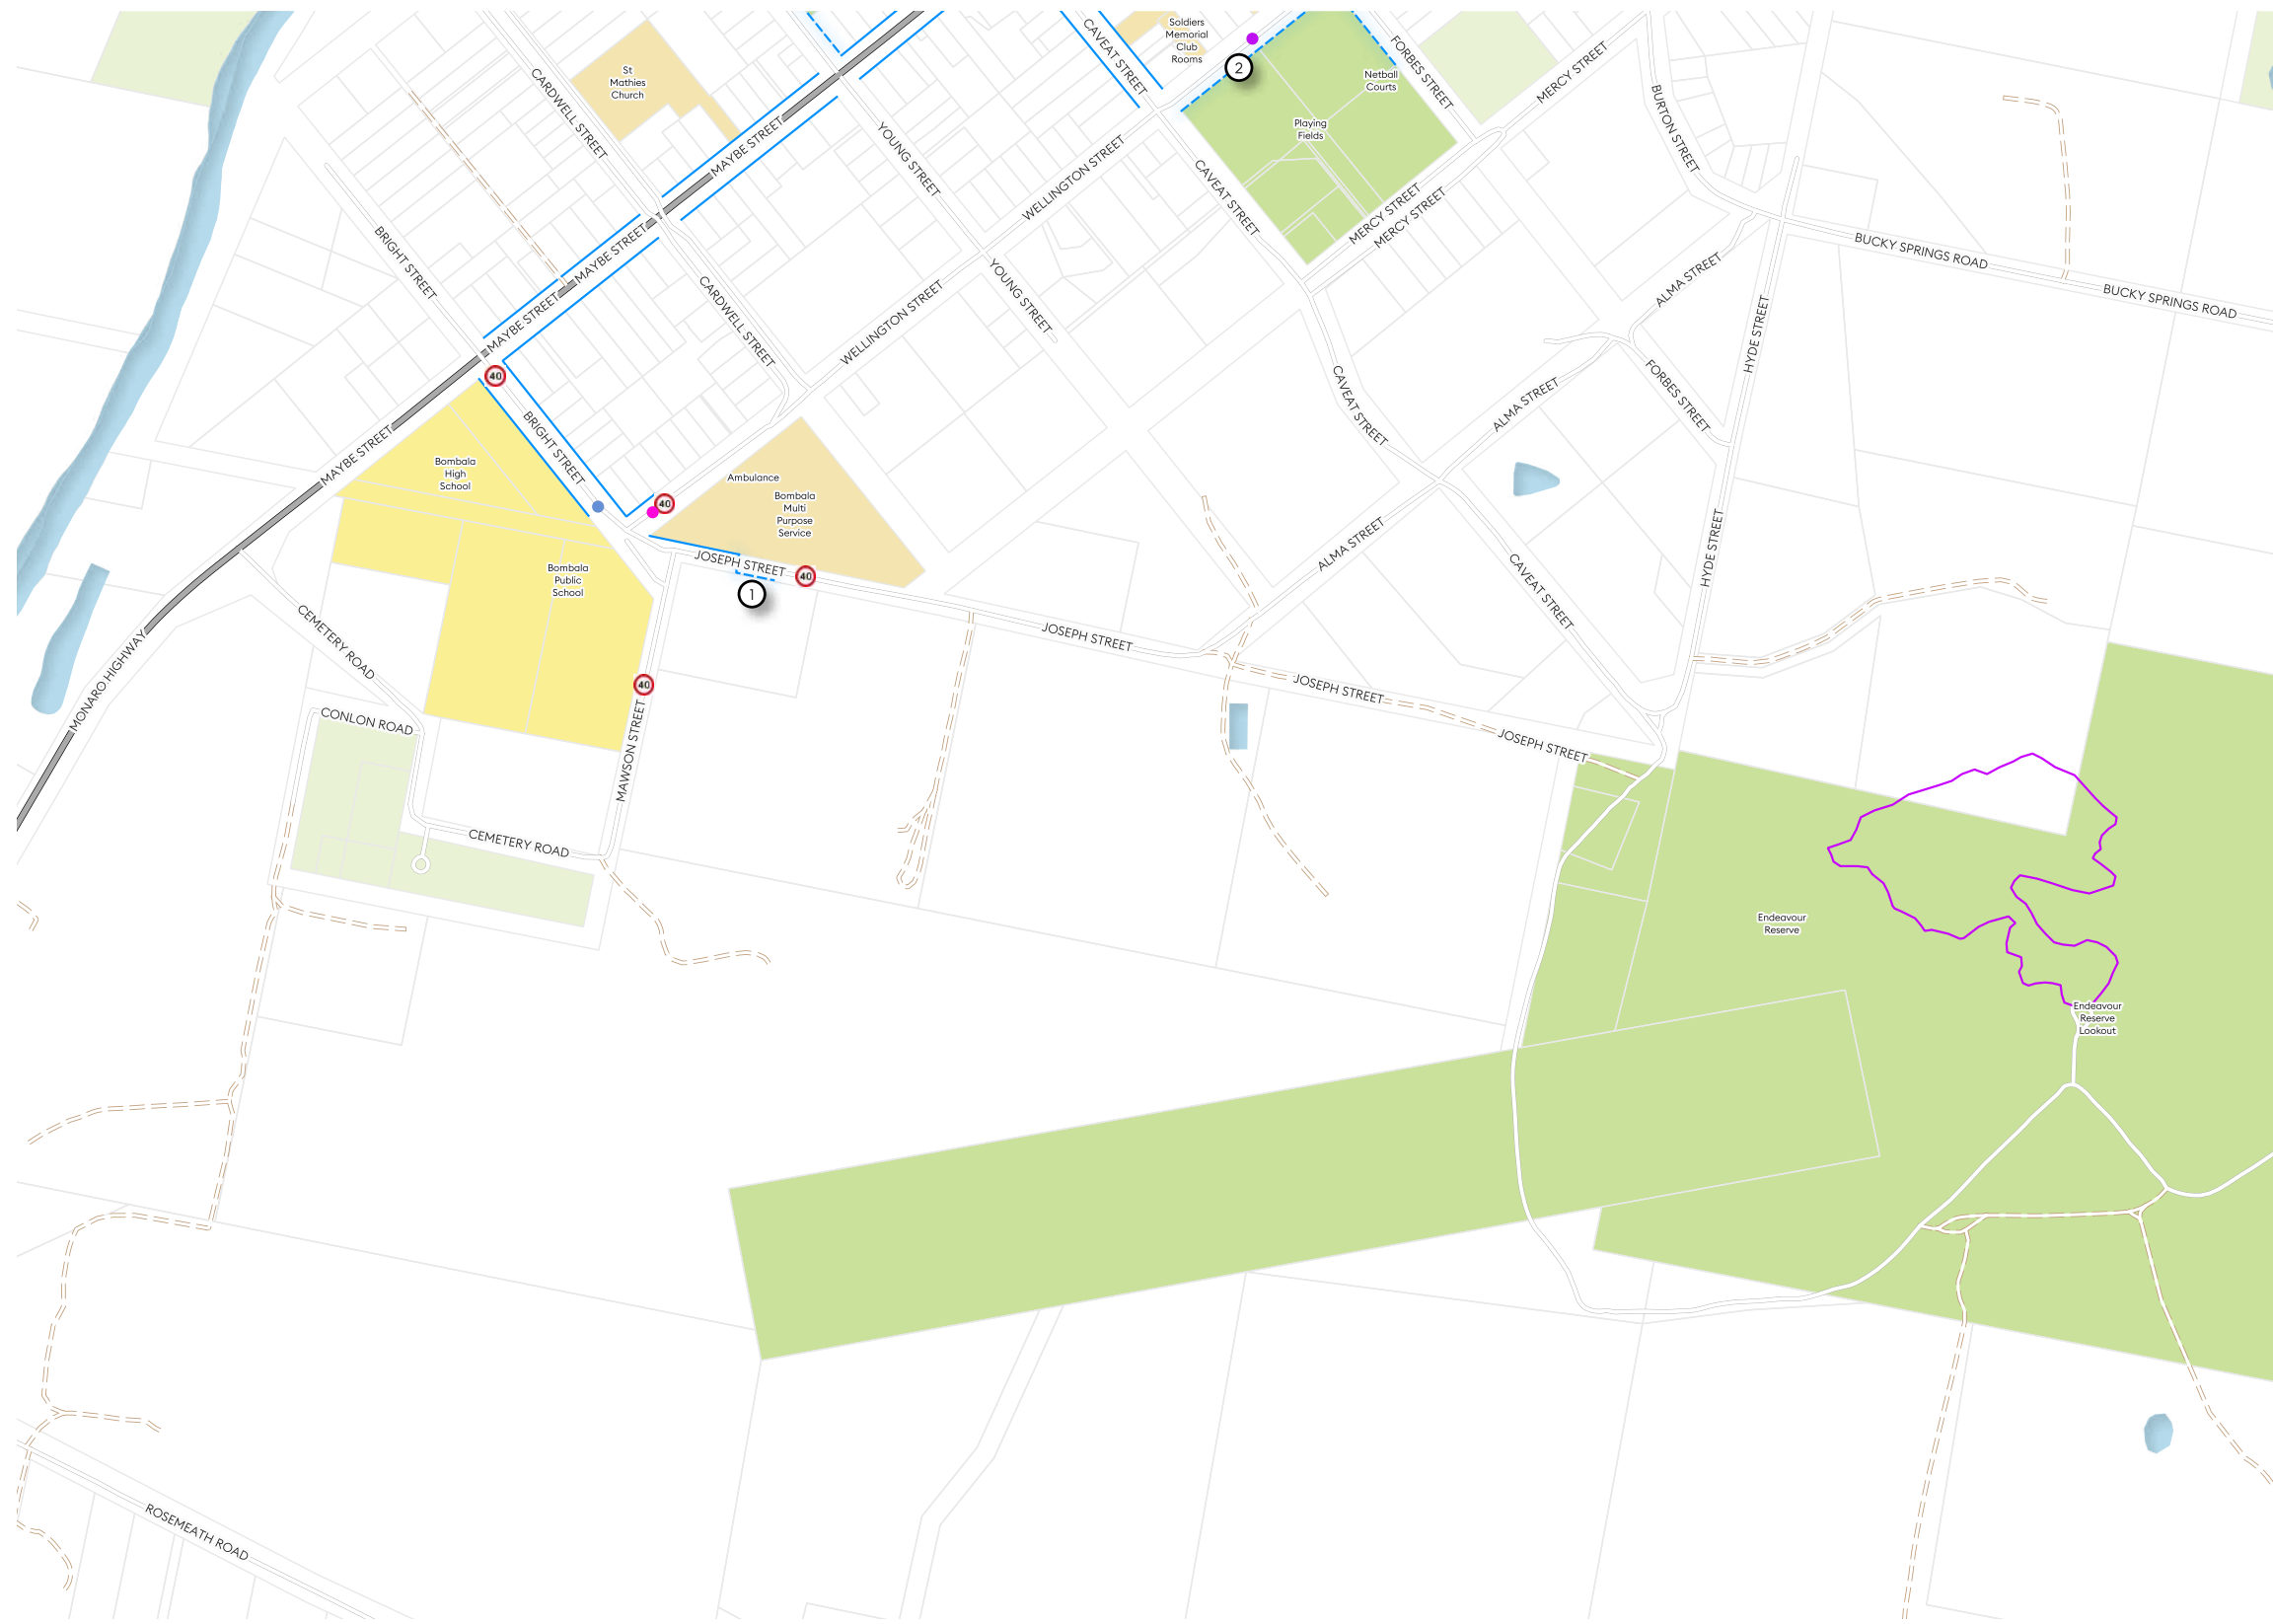 CAVEAT STREET
Soldiers
Memorial
Club
Rooms
2
FORBES STREET
Netball
Courts
MERCY STREET
Playing
Fields
BURTON STREET
St
Mathies
Church
CARDWELL STREET
MAYBE STREET
YOUNG STREET
WELLINGTON STREET
CAVEAT STREET
MERCY STREET
MERCY STREET
BUCKY SPRINGS ROAD
BUCKY SPRINGS ROAD
BRIGHT STREET
MAYBE STREET
MAYBE STREET
CARDWELL STREET
YOUNG STREET
WELLINGTON STREET
ALMA STREET
HYDE STREET
FORBES STREET
CAVEAT STREET
ALMA STREET
40
BRIGHT STREET
MAYBE STREET
Bombala
High
School
Ambulance
Bombala
Multi
Purpose
Service
40
JOSEPH STREET
40
1
Bombala
Public
School
ALMA STREET
CAVEAT STREET
HYDE STREET
CEMETERY ROAD
MONARO HIGHWAY
JOSEPH STREET
JOSEPH STREET
JOSEPH STREET
40
MAWSON STREET
CONLON ROAD
CEMETERY ROAD
Endeavour
Reserve
Endeavour
Reserve
Lookout
ROSEMEATH ROAD